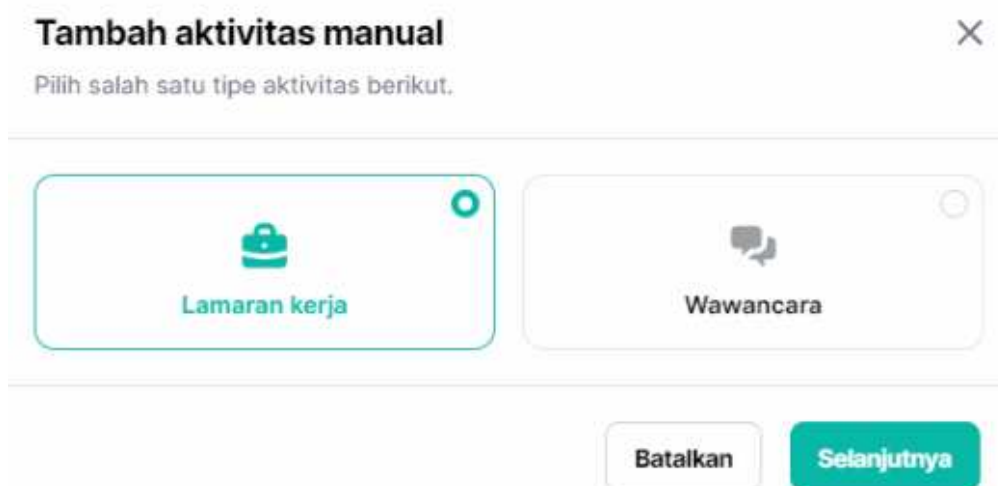 Tambah aktivitas manual
Pilih salah satu tipe aktivitas berikut.
Lamaran kerja
Wawancara
Batalkan
Selanjutnya